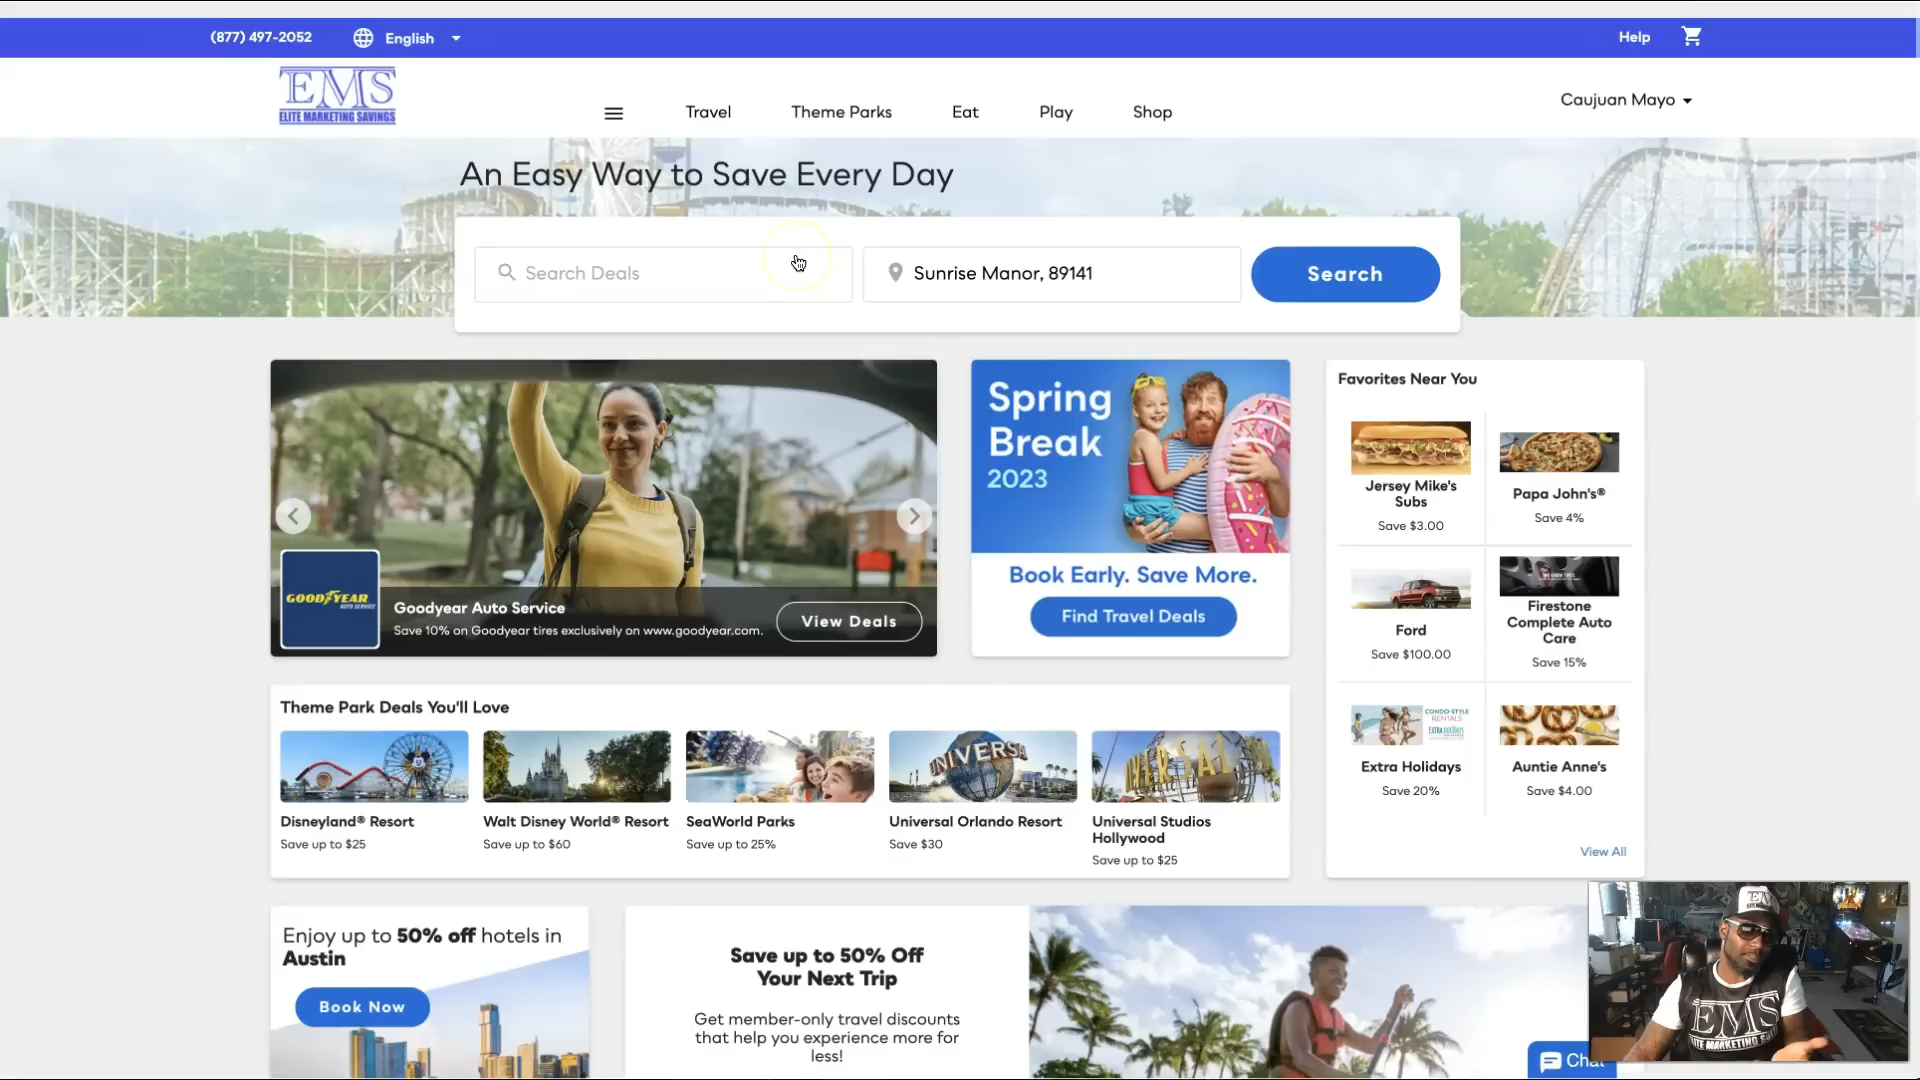 (877) 497-2052
English
Help
EMS
ELITE MARKETING SAVINGS
Travel
Theme Parks
Eat
Play
Shop
Caujuan Mayo
An Easy Way to Save Every Day
Search Deals
Sunrise Manor, 89141
Search
GOODYEAR
AUTO SERVICE
Goodyear Auto Service
Save 10% on Goodyear tires exclusively on www.goodyear.com.
View Deals
Spring
Break
2023
Book Early. Save More.
Find Travel Deals
Favorites Near You
Jersey Mike's
Subs
Save $3.00
Papa John's®
Save 4%
Ford
Save $100.00
Firestone
Complete Auto
Care
Save 15%
CONDO-STYLE
RENTALS
EXTRA HOLIDAYS
Extra Holidays
Save 20%
Auntie Anne's
Save $4.00
View All
Theme Park Deals You'll Love
Disneyland® Resort
Save up to $25
Walt Disney World® Resort
Save up to $60
SeaWorld Parks
Save up to 25%
UNIVERSA
Universal Orlando Resort
Save $30
Universal Studios
Hollywood
Save up to $25
Enjoy up to 50% off hotels in
Austin
Book Now
Save up to 50% Off
Your Next Trip
Get member-only travel discounts
that help you experience more for
less!
Chat
EMS
ELITE MARKETING SAVINGS